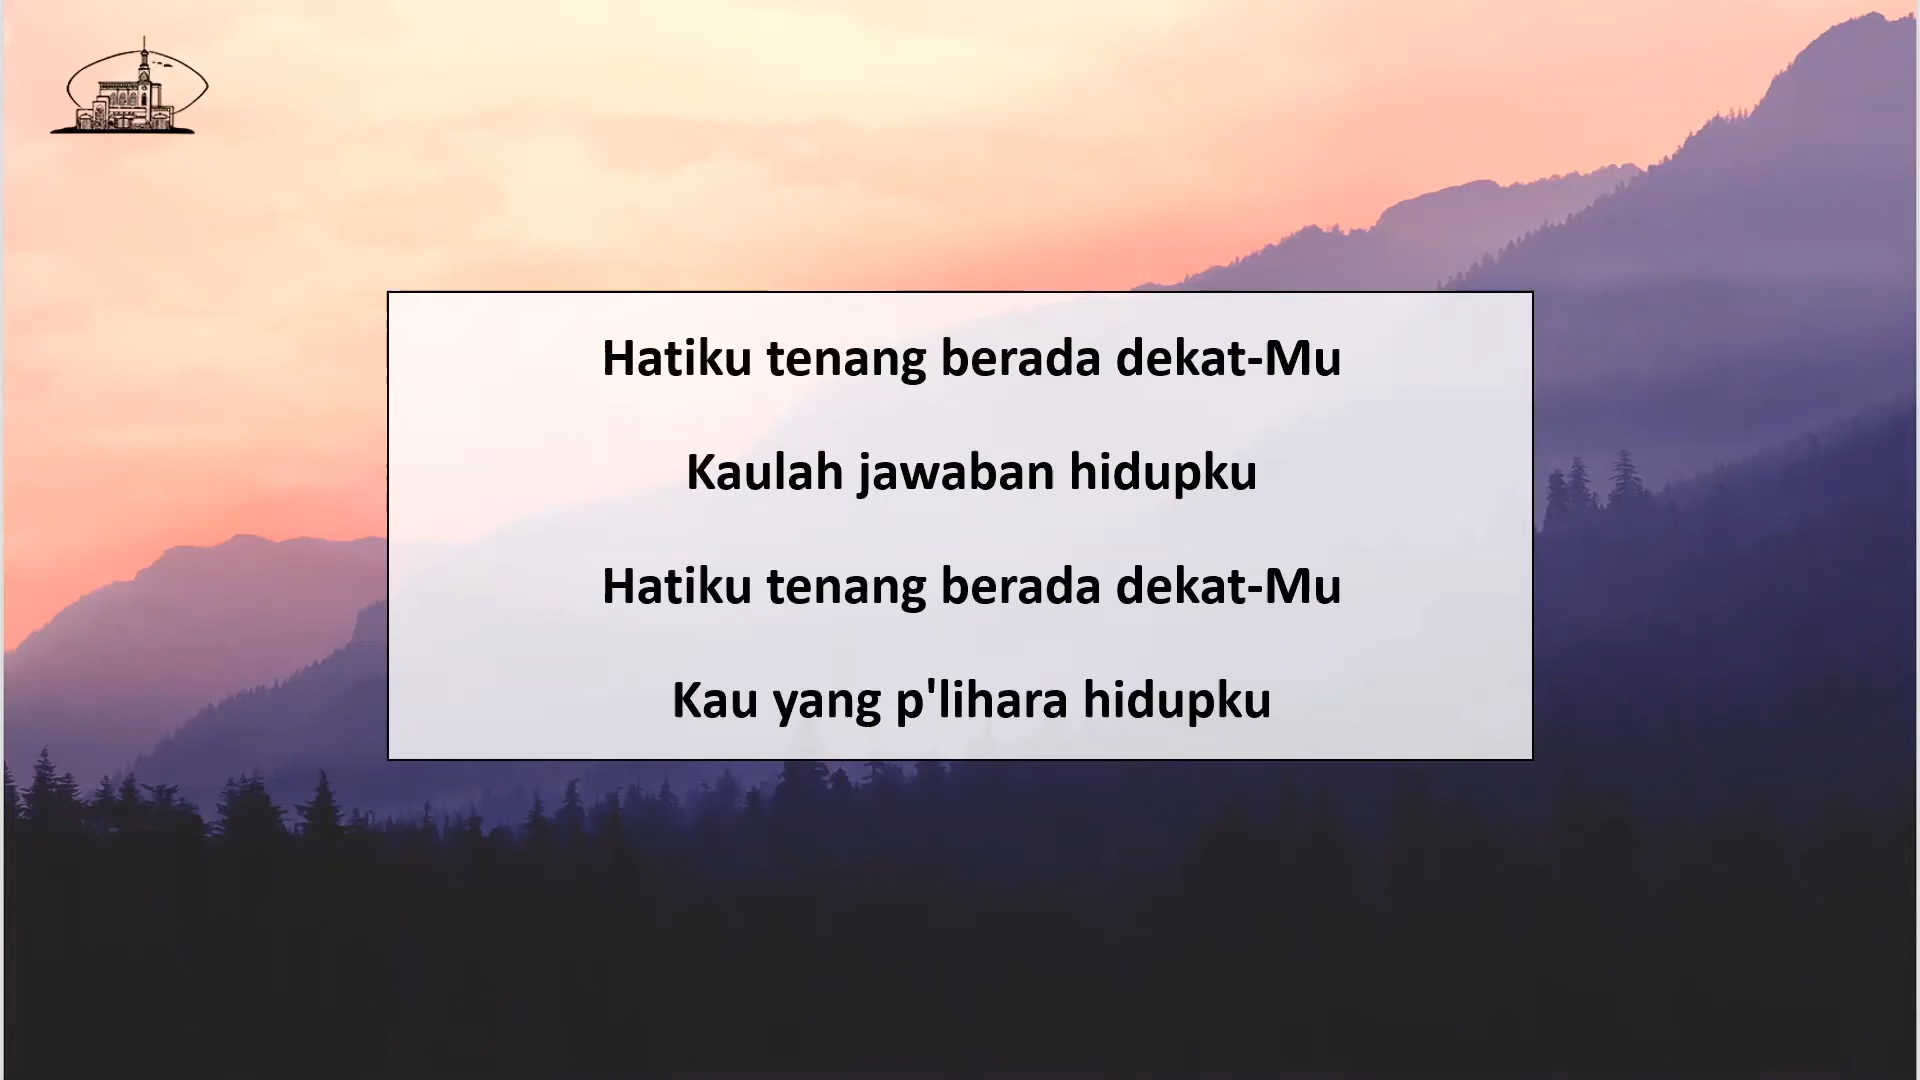 Hatiku tenang berada dekat-Mu
Kaulah jawaban hidupku
Hatiku tenang berada dekat-Mu
Kau yang p'lihara hidupku